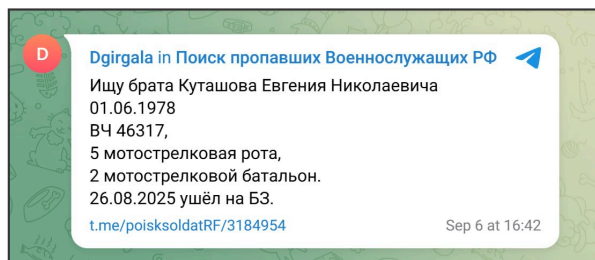 D
Dgirgala in Поиск пропавших Военнослужащих РФ
Ищу брата Куташова Евгения Николаевича
01.06.1978
ВЧ 46317,
5 мотострелковая рота,
2 мотострелковой батальон.
26.08.2025 ушёл на БЗ.
t.me/poisksoldatRF/3184954
Sep 6 at 16:42